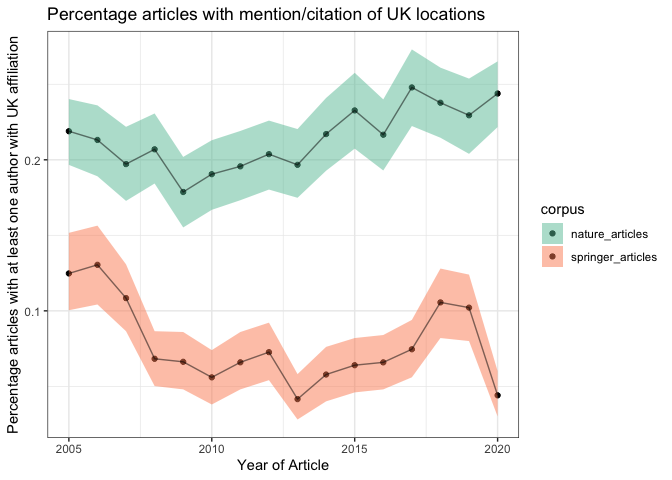 Percentage articles with mention/citation of UK locations
Percentage articles with at least one author with UK affiliation
0.2
0.1
2005
2010
2015
2020
Year of Article
corpus
nature_articles
springer_articles